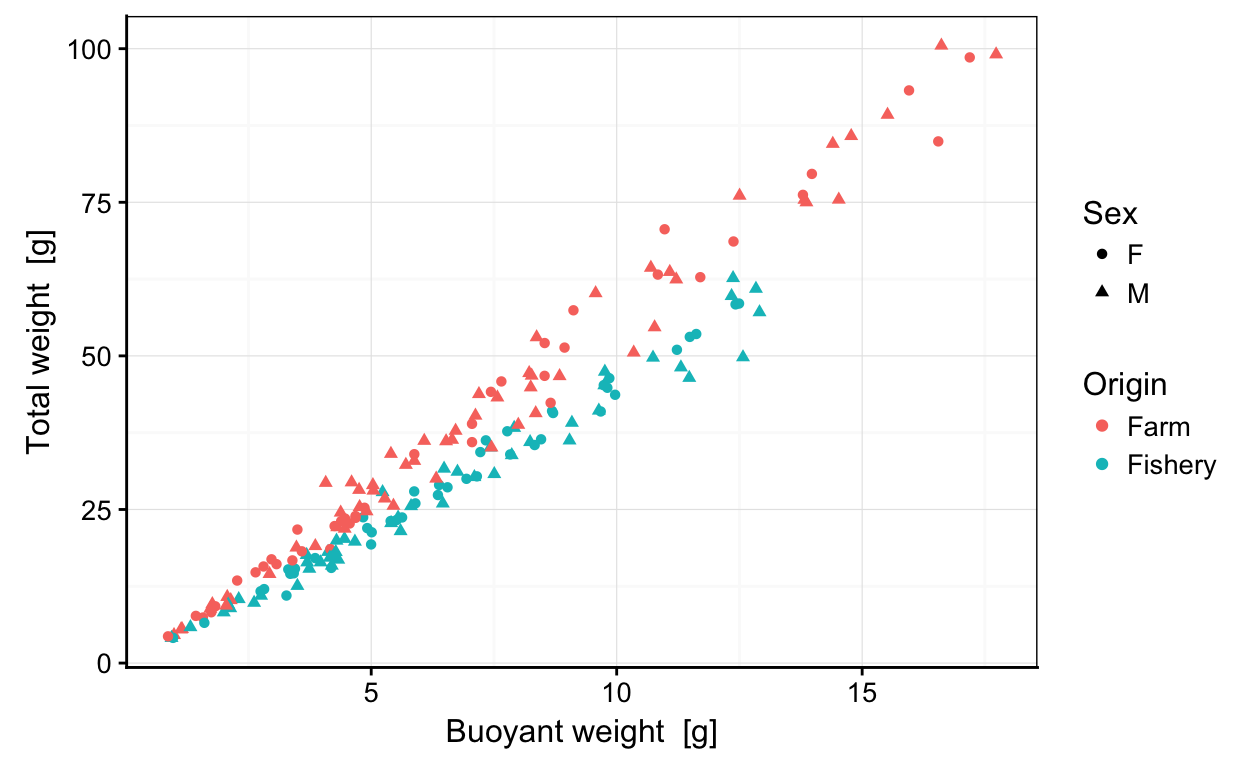 100
75
50
25
0
Total weight [g]
5 10 15
Buoyant weight [g]
Sex
F
M
Origin
Farm
Fishery